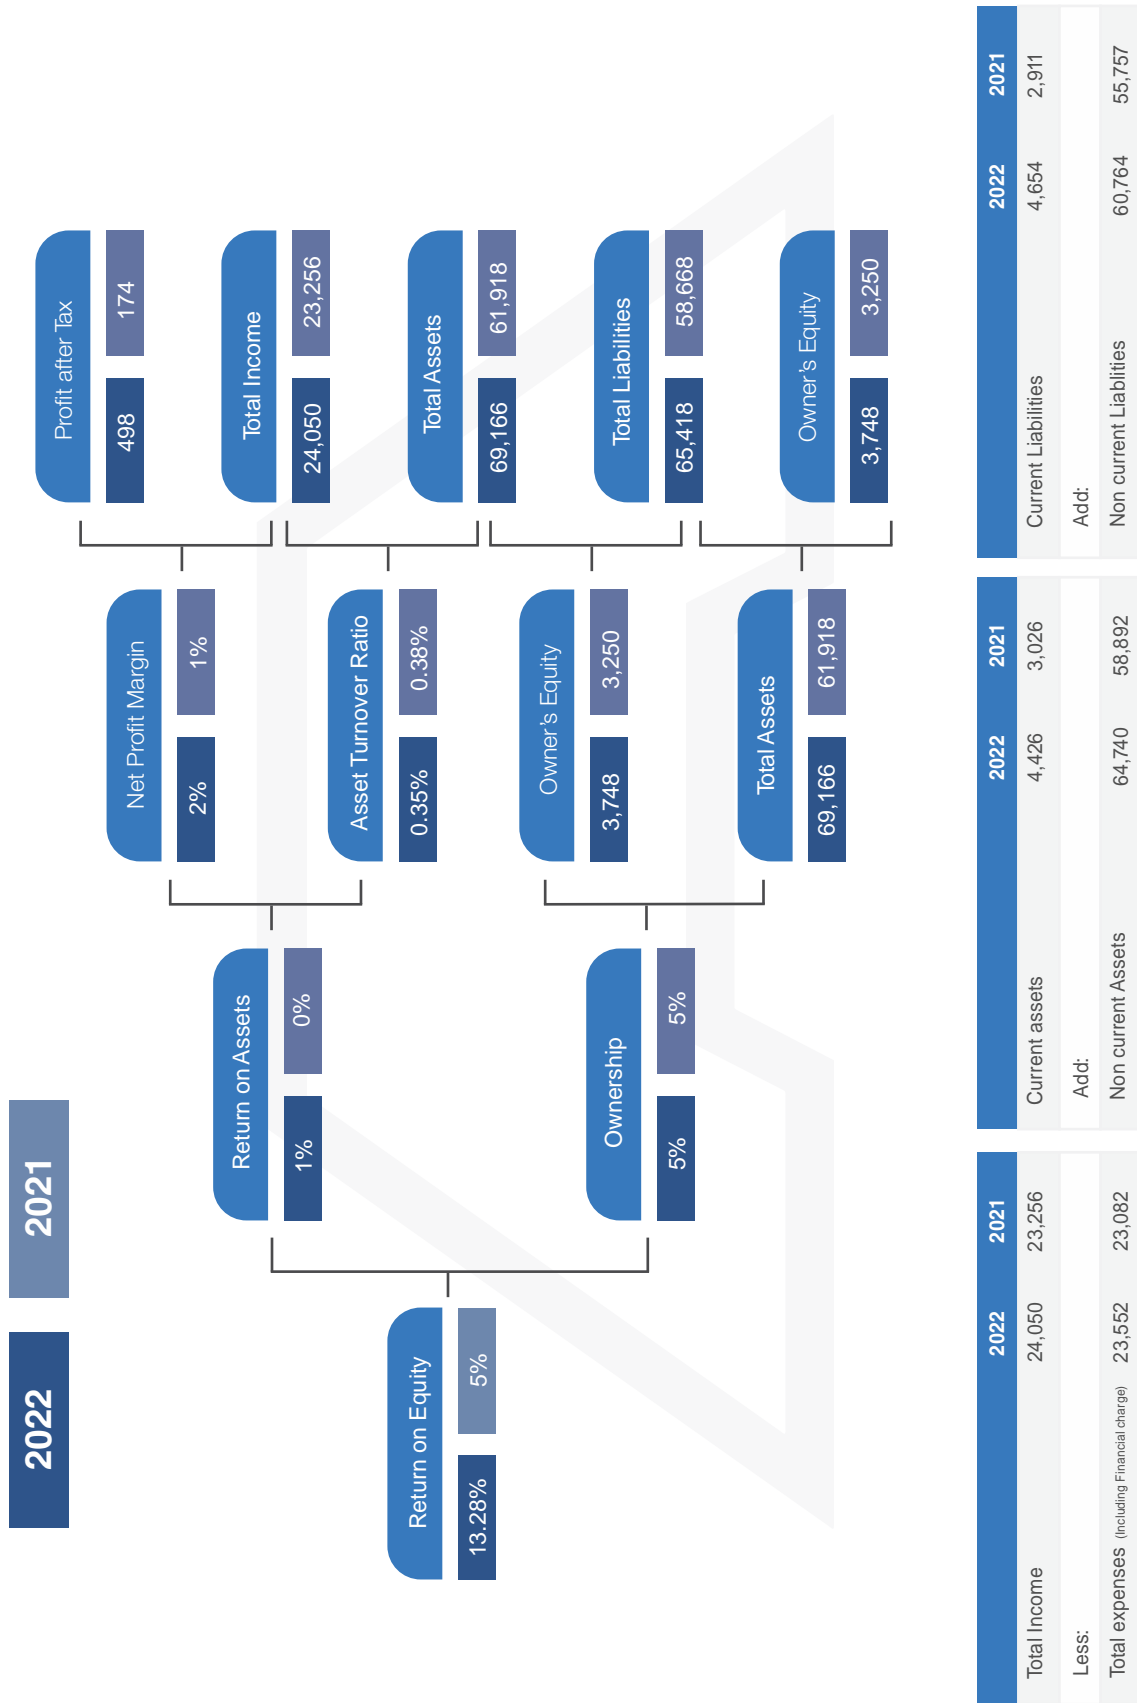 2022 2021
Return on Equity
13.28% 5%
Return on Assets
1% 0%
Ownership
5% 5%
Net Profit Margin
2% 1%
Asset Turnover Ratio
0.35% 0.38%
Owner's Equity
3,748 3,250
Total Assets
69,166 61,918
Profit after Tax
498 174
Total Income
24,050 23,256
Total Assets
69,166 61,918
Total Liabilities
65,418 58,668
Owner's Equity
3,748 3,250
2022 2021
Total Income 24,050 23,256
Less:
Total expenses (Including Financial charge) 23,552 23,082
2022 2021
Current assets 4,426 3,026
Add:
Non current Assets 64,740 58,892
2022 2021
Current Liabilities 4,654 2,911
Add:
Non current Liablities 60,764 55,757